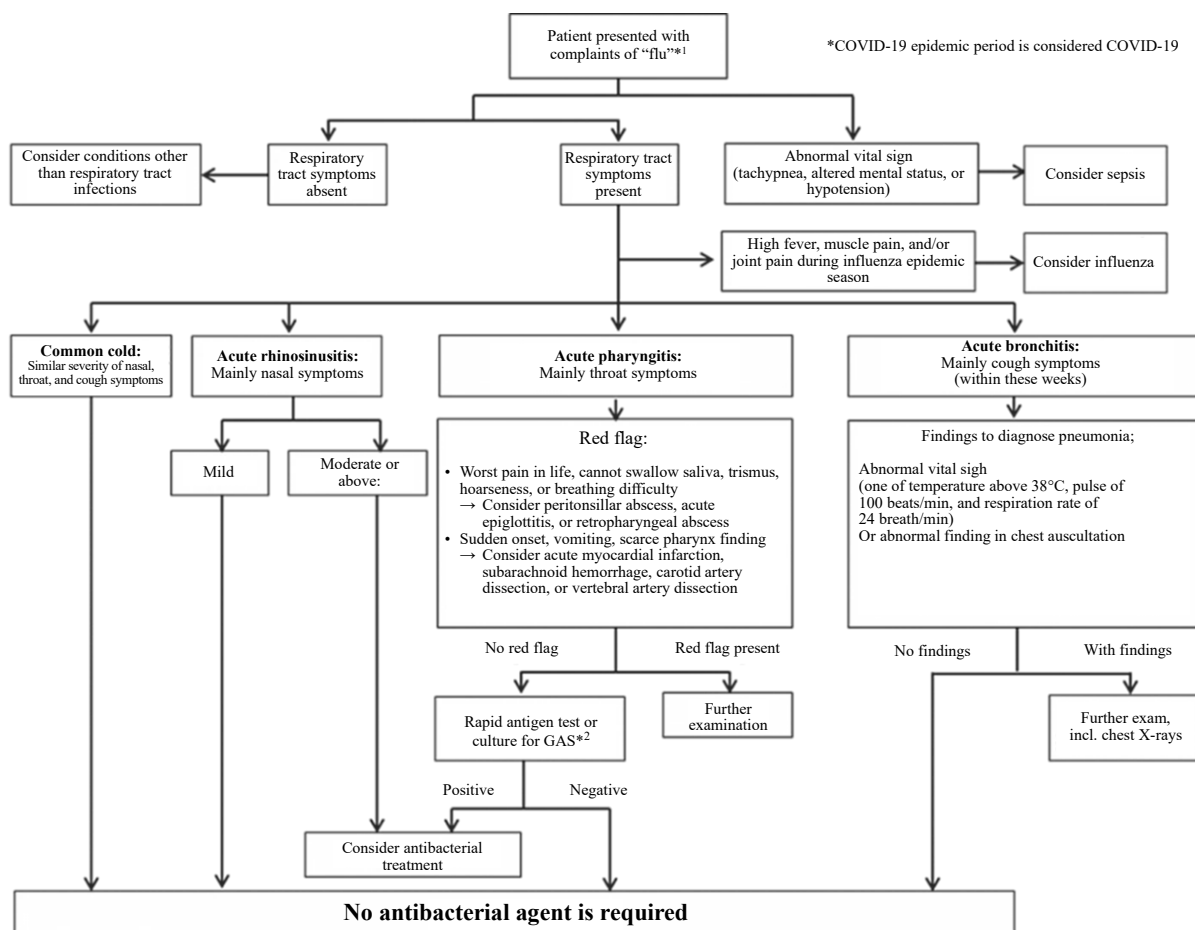 Patient presented with
complaints of “flu”*1
*COVID-19 epidemic period is considered COVID-19
Consider conditions other
than respiratory tract
infections
Respiratory
tract symptoms
absent
Respiratory
tract symptoms
present
Abnormal vital sign
(tachypnea, altered mental status, or
hypotension)
Consider sepsis
High fever, muscle pain, and/or
joint pain during influenza epidemic
season
Consider influenza
Common cold:
Similar severity of nasal,
throat, and cough symptoms
Acute rhinosinusitis:
Mainly nasal symptoms
Acute pharyngitis:
Mainly throat symptoms
Acute bronchitis:
Mainly cough symptoms
(within these weeks)
Mild
Moderate or
above:
Red flag:
• Worst pain in life, cannot swallow saliva, trismus,
hoarseness, or breathing difficulty
→ Consider peritonsillar abscess, acute
epiglottitis, or retropharyngeal abscess
• Sudden onset, vomiting, scarce pharynx finding
→ Consider acute myocardial infarction,
subarachnoid hemorrhage, carotid artery
dissection, or vertebral artery dissection
Findings to diagnose pneumonia;
Abnormal vital sigh
(one of temperature above 38°C, pulse of
100 beats/min, and respiration rate of
24 breath/min)
Or abnormal finding in chest auscultation
No red flag
Red flag present
No findings
With findings
Rapid antigen test or
culture for GAS*2
Further
examination
Further exam,
incl. chest X-rays
Positive
Negative
Consider antibacterial
treatment
No antibacterial agent is required